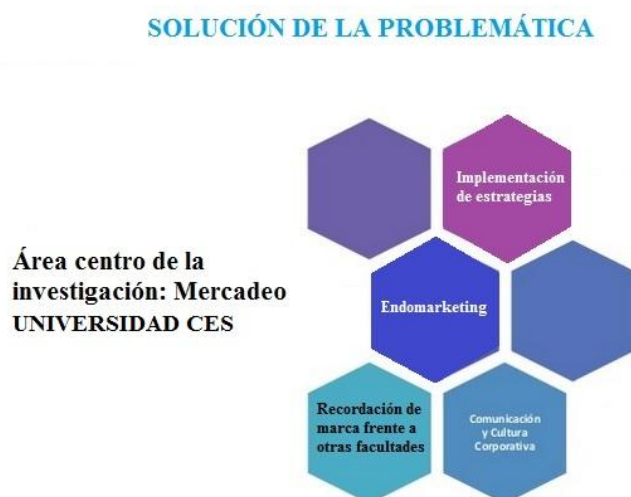 SOLUCIÓN DE LA PROBLEMÁTICA
Implementación
de estrategias
Área centro de la
investigación: Mercadeo
UNIVERSIDAD CES
Endomarketing
Recordación de
marca frente a
otras facultades
Comunicación
y Cultura
Corporativa